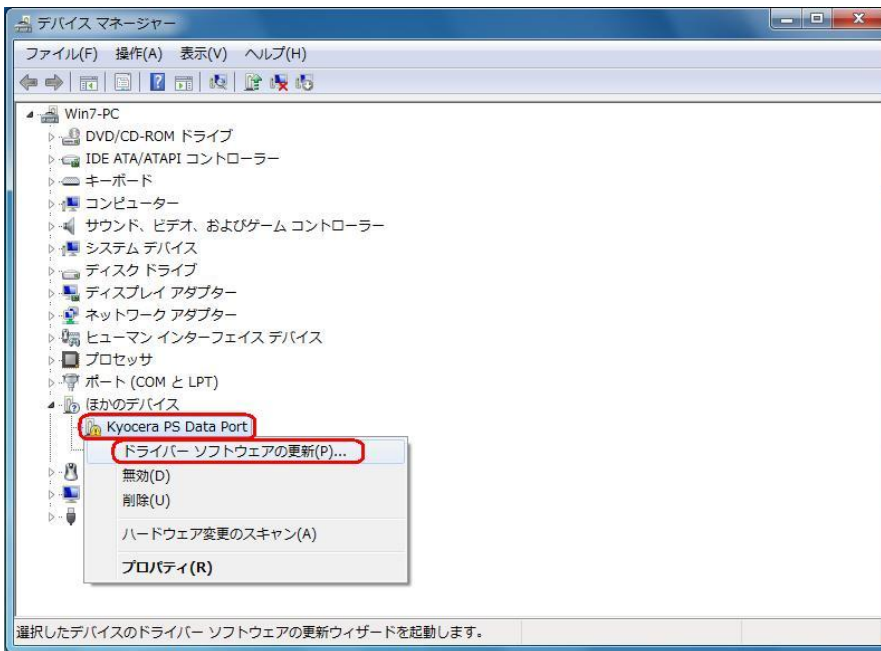 デバイス マネージャー
ファイル(F) 操作(A) 表示(V) ヘルプ(H)
Win7-PC
DVD/CD-ROM ドライブ
IDE ATA/ATAPI コントローラー
キーボード
コンピューター
サウンド、ビデオ、およびゲーム コントローラー
システム デバイス
ディスク ドライブ
ディスプレイ アダプター
ネットワーク アダプター
ヒューマン インターフェイス デバイス
プロセッサ
ポート (COM と LPT)
ほかのデバイス
Kyocera PS Data Port
ドライバー ソフトウェアの更新(P)...
無効(D)
削除(U)
ハードウェア変更のスキャン(A)
プロパティ(R)
選択したデバイスのドライバー ソフトウェアの更新ウィザードを起動します。